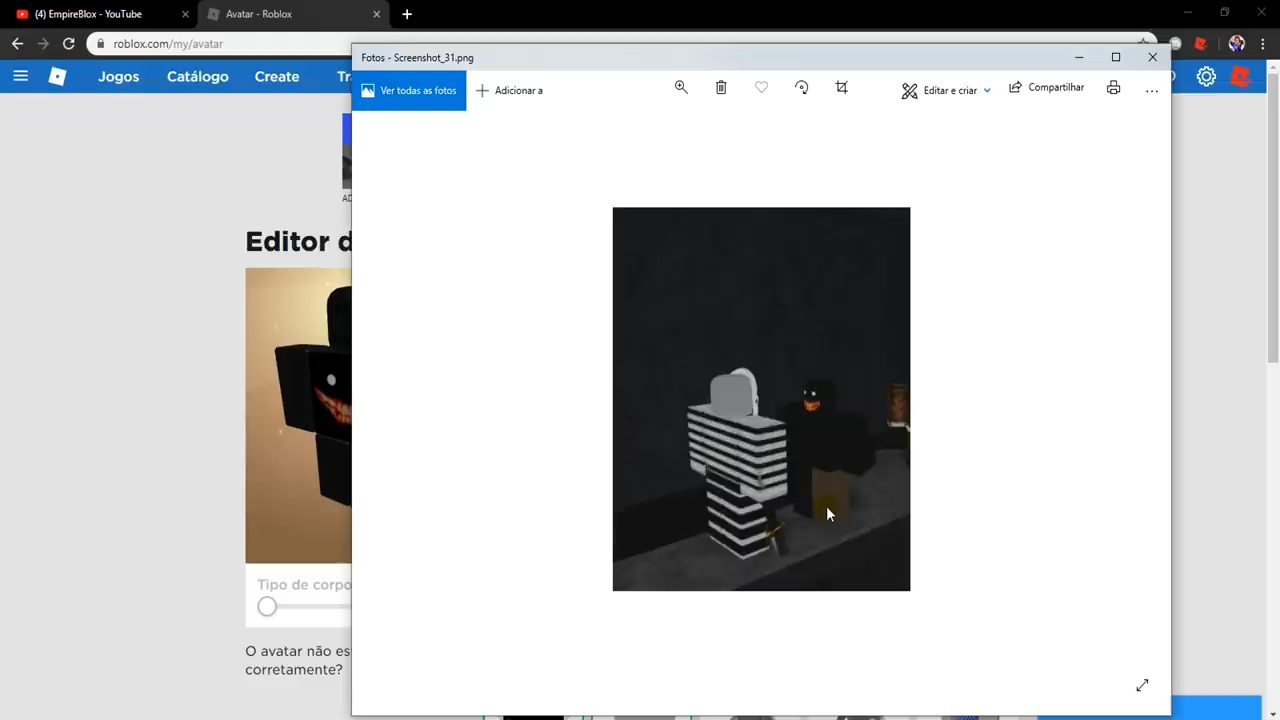 (4) EmpireBlox - YouTube
Avatar - Roblox
roblox.com/my/avatar
Fotos - Screenshot_31.png
Jogos
Catálogo
Create
Ver todas as fotos
Adicionar a
Editar e criar
Compartilhar
Editor d
Tipo de corpo
O avatar não es
corretamente?